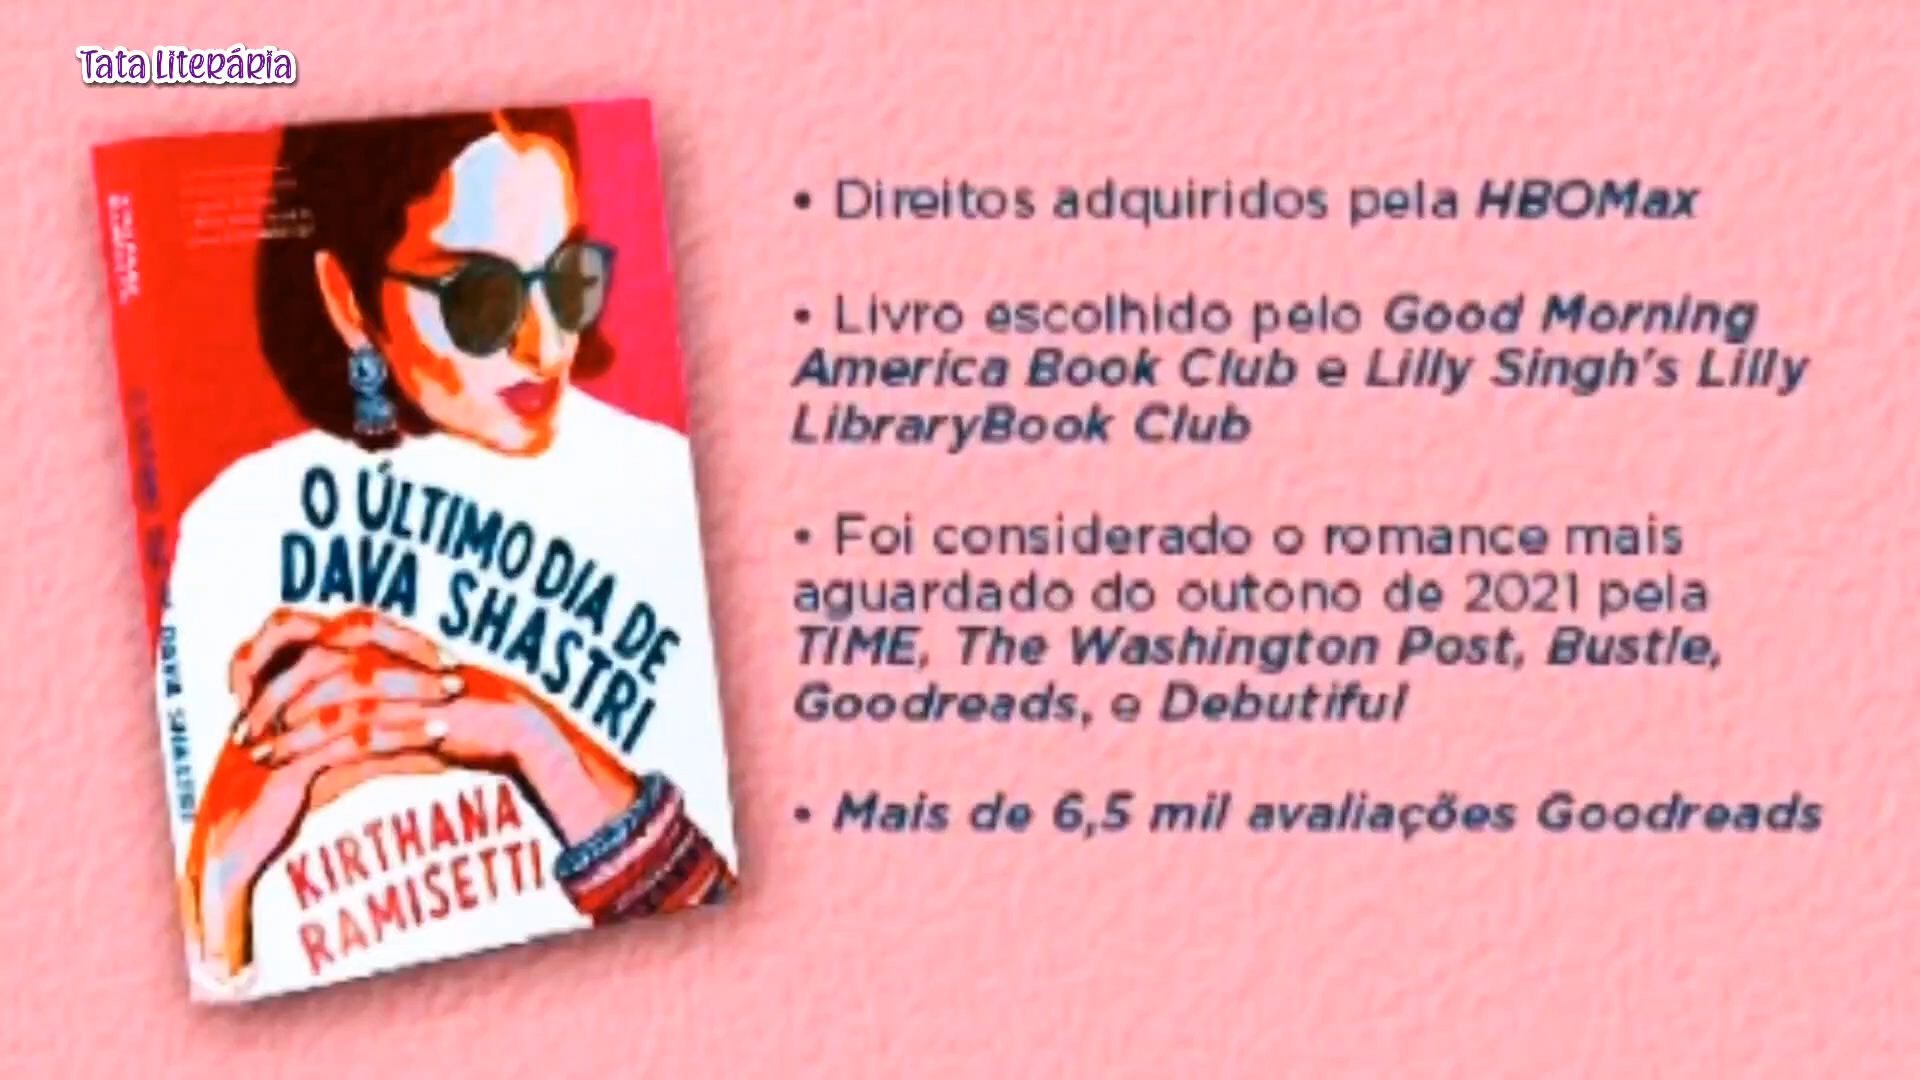 Tata Literária
O ÚLTIMO DIA DE
DAVA SHASTRI
KIRTHANA
RAMISETTI
DAVA SHASTRI
• Direitos adquiridos pela HBOMax
• Livro escolhido pelo Good Morning
America Book Club e Lilly Singh's Lilly
LibraryBook Club
• Foi considerado o romance mais
aguardado do outono de 2021 pela
TIME, The Washington Post, Bustle,
Goodreads, e Debutiful
• Mais de 6,5 mil avaliações Goodreads